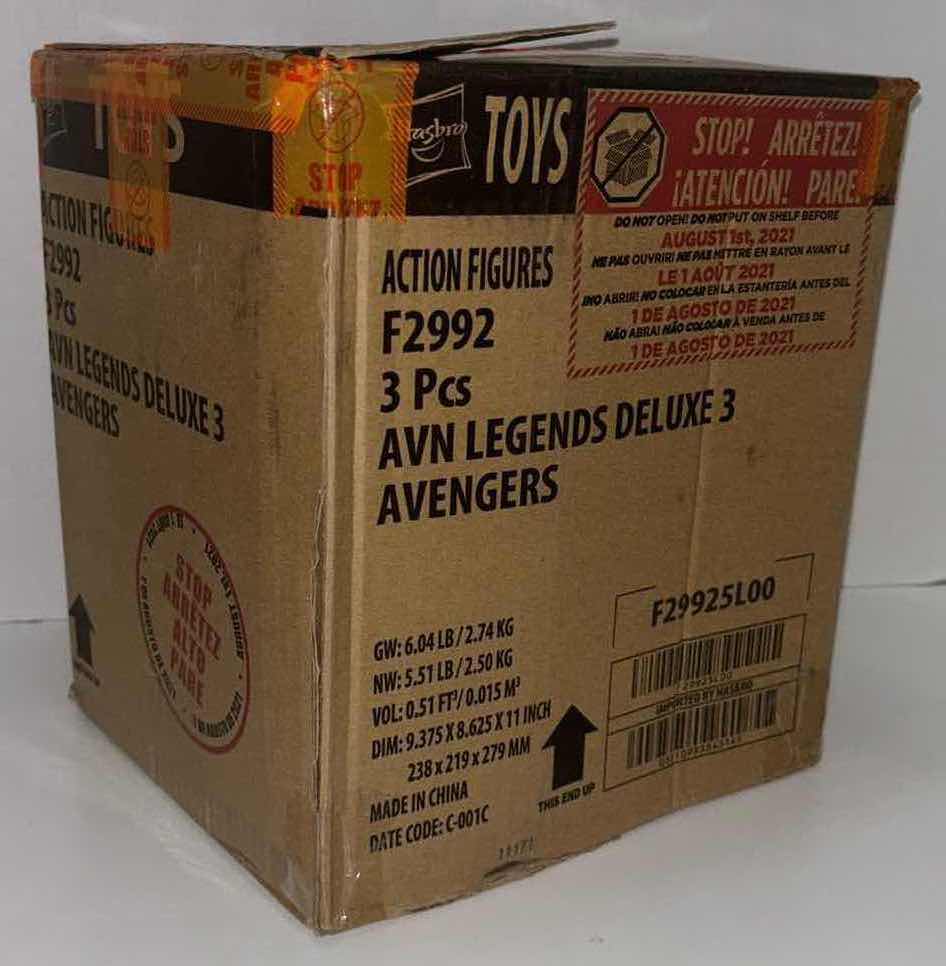 TOYS
ACTION FIGURES
F2992
3 Pcs
AVN LEGENDS DELUXE 3
AVENGERS
STOP
ARRÊTEZ
ALTO
PARE
STOP
Hasbro
TOYS
STOP! ARRÊTEZ!
¡ATENCIÓN! PARE!
DO NOT OPEN! DO NOT PUT ON SHELF BEFORE
AUGUST 1st, 2021
NE PAS OUVRIR! NE PAS METTRE EN RAYON AVANT LE
LE 1 AOÛT 2021
¡NO ABRIR! NO COLOCAR EN LA ESTANTERÍA ANTES DEL
1 DE AGOSTO DE 2021
NÃO ABRA! NÃO COLOCAR À VENDA ANTES DE
1 DE AGOSTO DE 2021
ACTION FIGURES
F2992
3 Pcs
AVN LEGENDS DELUXE 3
AVENGERS
F29925L00
F29925L00
IMPORTED BY HASBRO
GW: 6.04 LB / 2.74 KG
NW: 5.51 LB / 2.50 KG
VOL: 0.51 FT³/ 0.015 M³
DIM: 9.375 X 8.625 X 11 INCH
238 x 219 x 279 MM
MADE IN CHINA
DATE CODE: C-001C
THIS END UP
11171